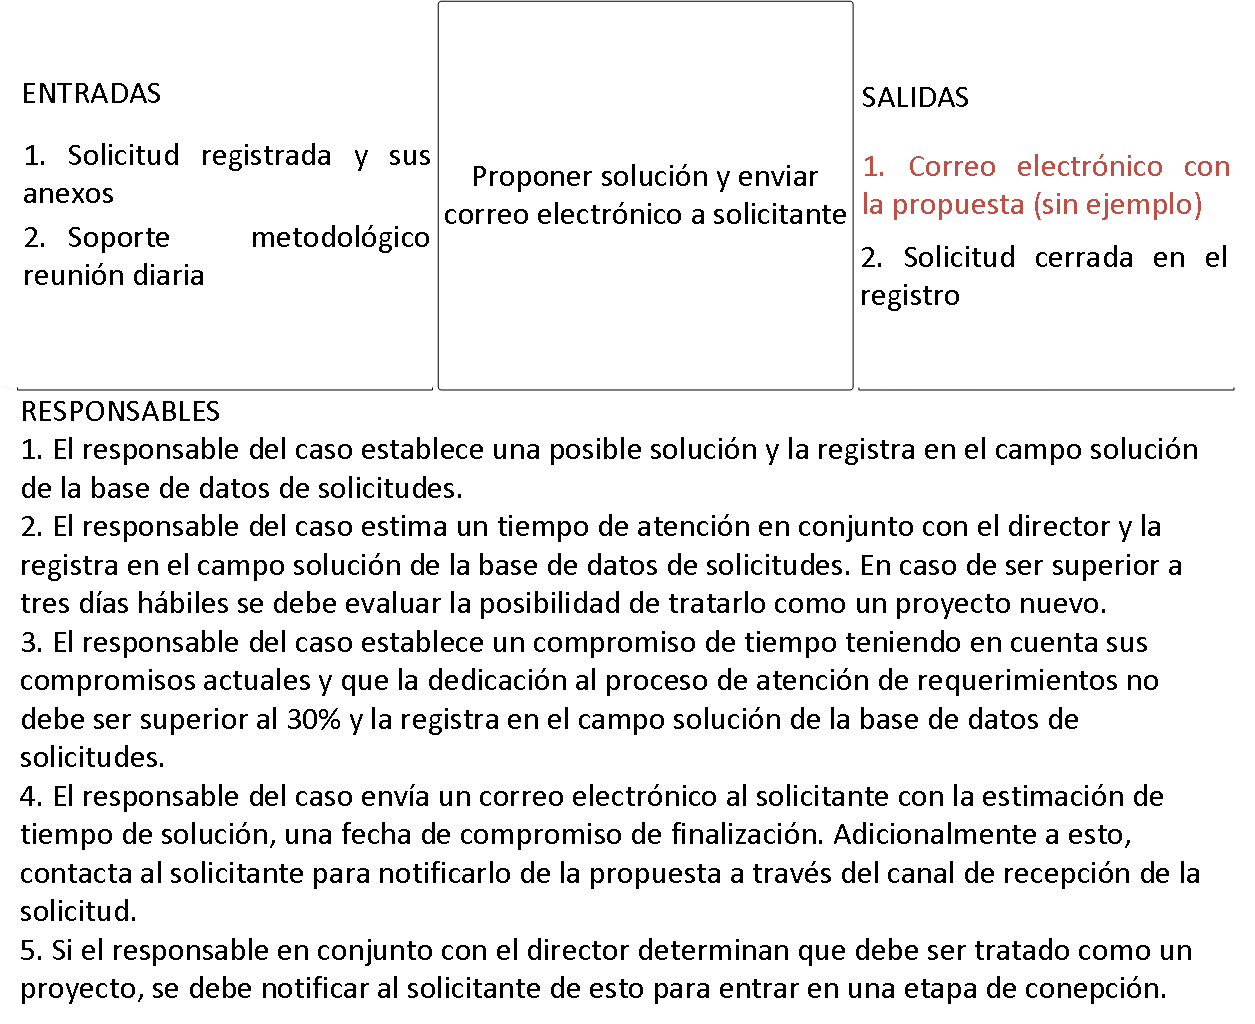 ENTRADAS
1. Solicitud registrada y sus
anexos
2. Soporte metodológico
reunión diaria
Proponer solución y enviar
correo electrónico a solicitante
SALIDAS
1. Correo electrónico con
la propuesta (sin ejemplo)
2. Solicitud cerrada en el
registro
RESPONSABLES
1. El responsable del caso establece una posible solución y la registra en el campo solución
de la base de datos de solicitudes.
2. El responsable del caso estima un tiempo de atención en conjunto con el director y la
registra en el campo solución de la base de datos de solicitudes. En caso de ser superior a
tres días hábiles se debe evaluar la posibilidad de tratarlo como un proyecto nuevo.
3. El responsable del caso establece un compromiso de tiempo teniendo en cuenta sus
compromisos actuales y que la dedicación al proceso de atención de requerimientos no
debe ser superior al 30% y la registra en el campo solución de la base de datos de
solicitudes.
4. El responsable del caso envía un correo electrónico al solicitante con la estimación de
tiempo de solución, una fecha de compromiso de finalización. Adicionalmente a esto,
contacta al solicitante para notificarlo de la propuesta a través del canal de recepción de la
solicitud.
5. Si el responsable en conjunto con el director determinan que debe ser tratado como un
proyecto, se debe notificar al solicitante de esto para entrar en una etapa de conepción.